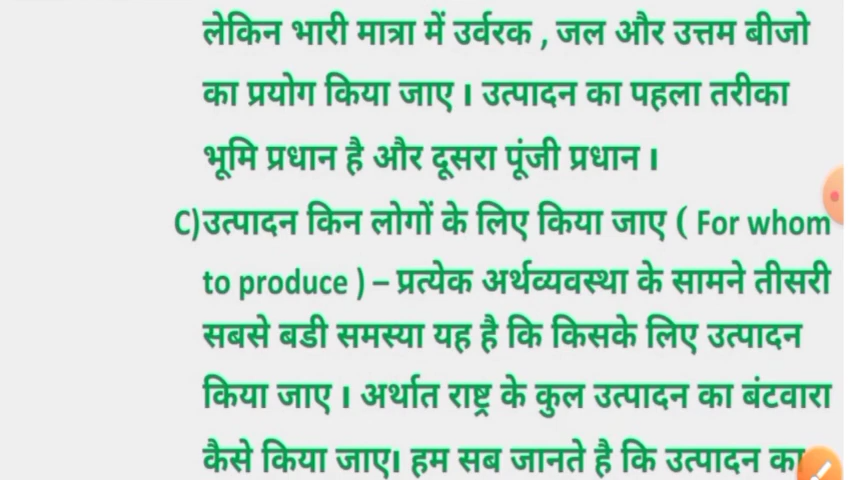 लेकिन भारी मात्रा में उर्वरक , जल और उत्तम बीजो
का प्रयोग किया जाए । उत्पादन का पहला तरीका
भूमि प्रधान है और दूसरा पूंजी प्रधान ।
C)उत्पादन किन लोगों के लिए किया जाए ( For whom
to produce ) – प्रत्येक अर्थव्यवस्था के सामने तीसरी
सबसे बडी समस्या यह है कि किसके लिए उत्पादन
किया जाए । अर्थात राष्ट्र के कुल उत्पादन का बंटवारा
कैसे किया जाए। हम सब जानते है कि उत्पादन का